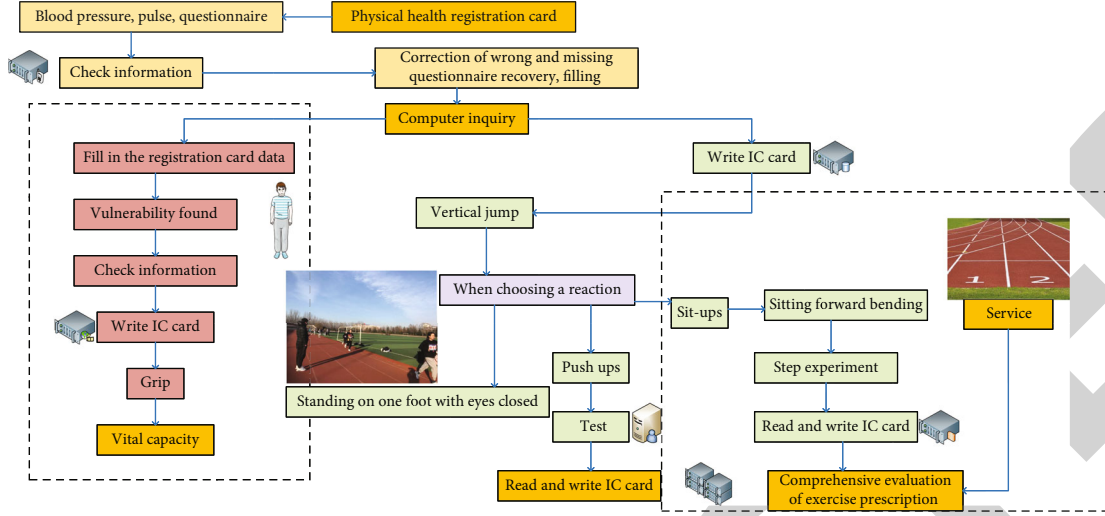 Blood pressure, pulse, questionnaire
Physical health registration card
Check information
Correction of wrong and missing
questionnaire recovery, filling
Computer inquiry
Fill in the registration card data
Write IC card
Vulnerability found
Vertical jump
Check information
When choosing a reaction
1 2
Sit-ups
Sitting forward bending
Service
Write IC card
Push ups
Step experiment
Grip
Standing on one foot with eyes closed
Vital capacity
Test
Read and write IC card
Read and write IC card
Comprehensive evaluation
of exercise prescription